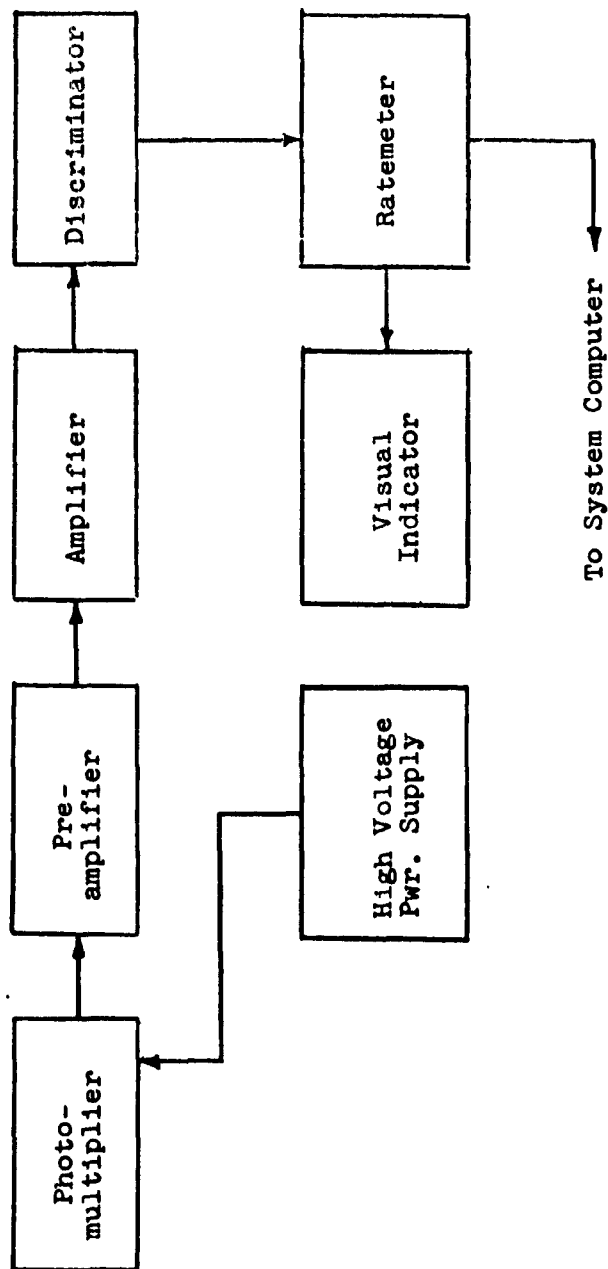 Photo-
multiplier
Pre-
amplifier
Amplifier
Discriminator
High Voltage
Pwr. Supply
Visual
Indicator
Ratemeter
To System Computer